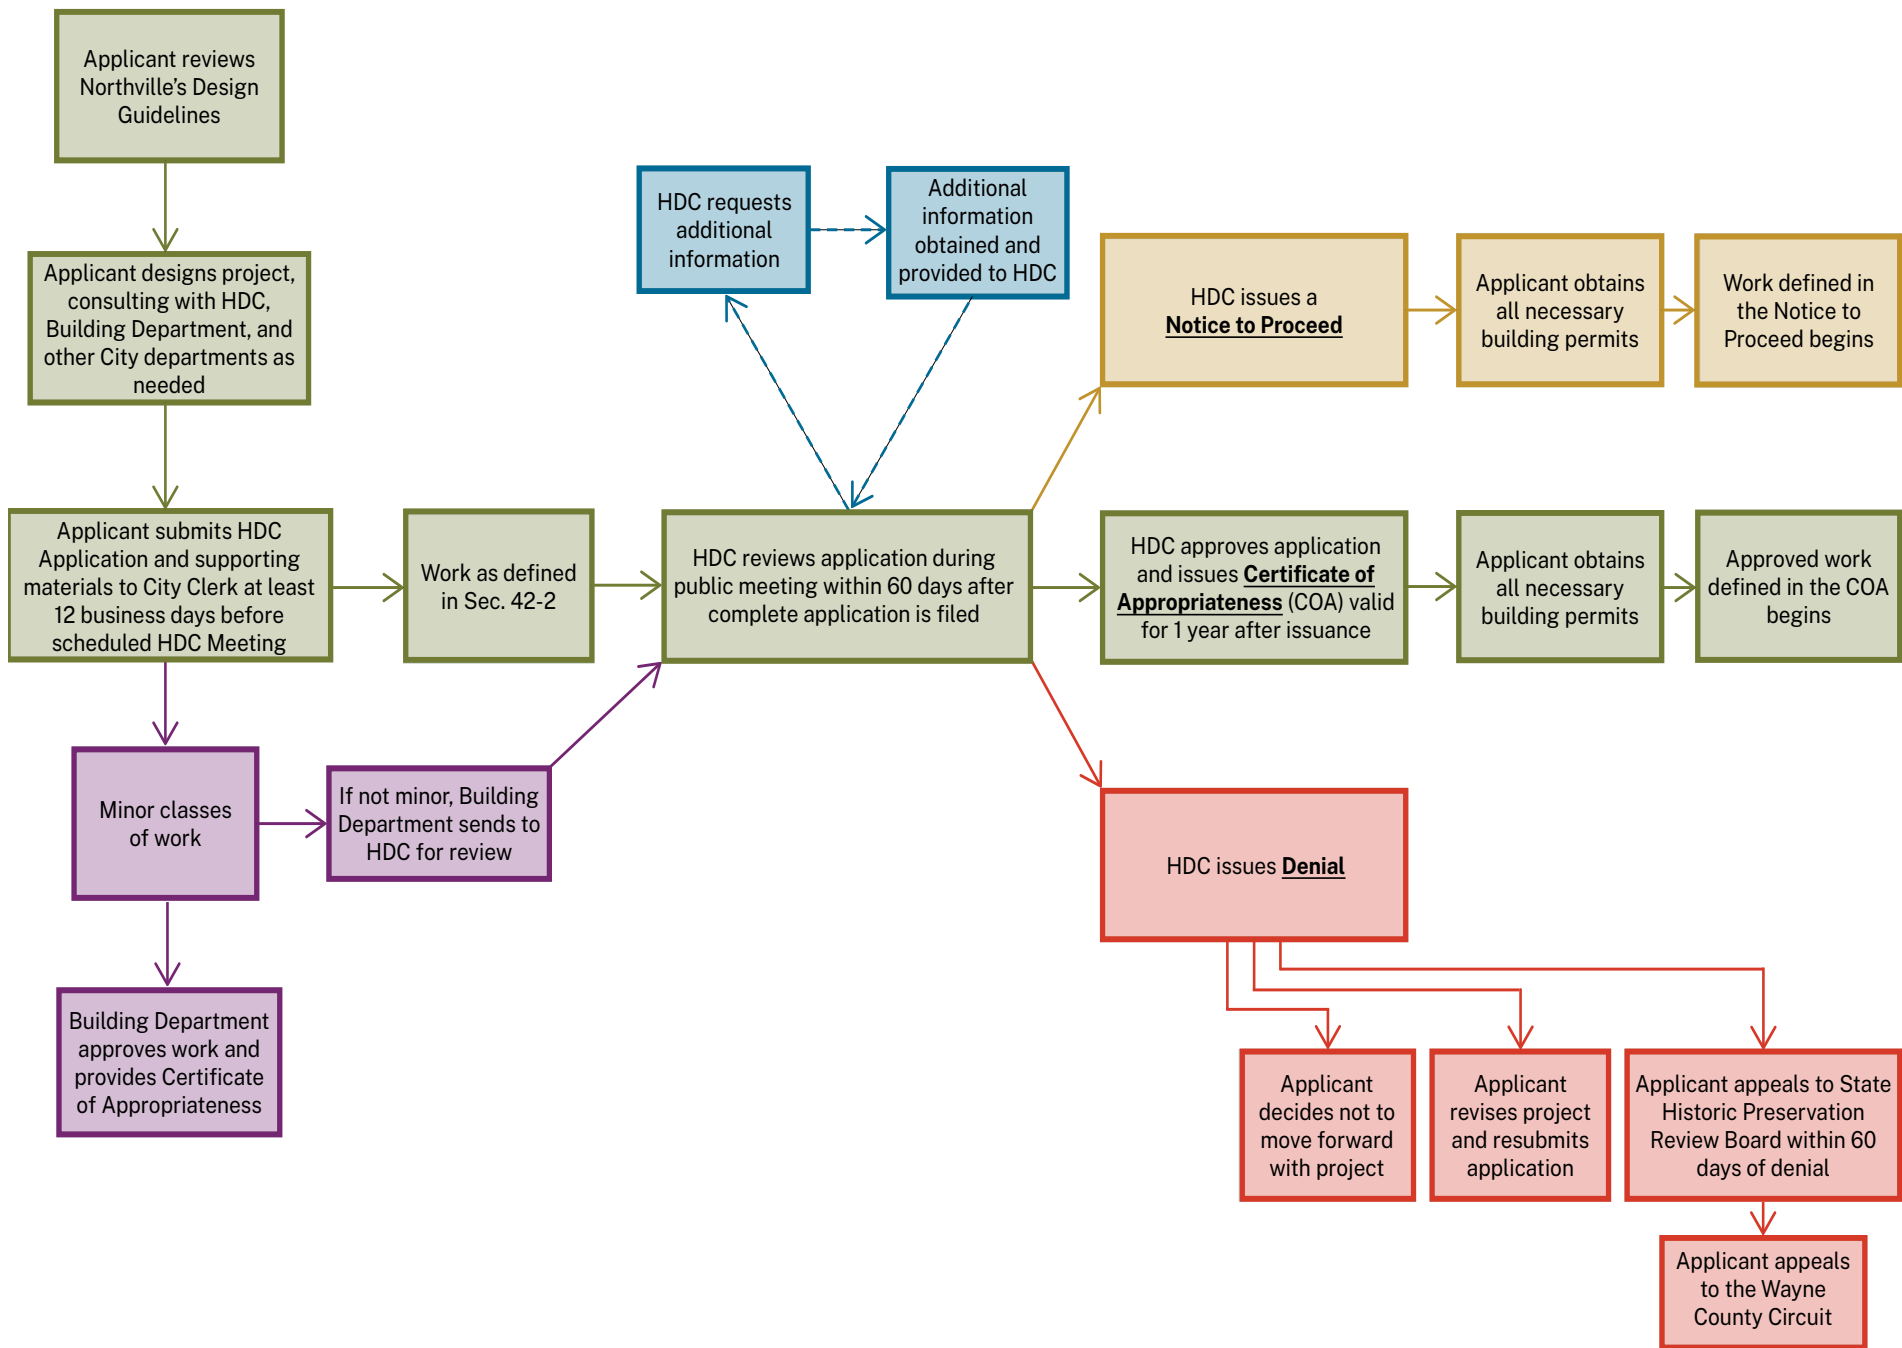 Applicant reviews
Northville’s Design
Guidelines
Applicant designs project,
consulting with HDC,
Building Department, and
other City departments as
needed
Applicant submits HDC
Application and supporting
materials to City Clerk at least
12 business days before
scheduled HDC Meeting
Work as defined
in Sec. 42-2
Minor classes
of work
If not minor, Building
Department sends to
HDC for review
Building Department
approves work and
provides Certificate
of Appropriateness
HDC requests
additional
information
Additional
information
obtained and
provided to HDC
HDC reviews application during
public meeting within 60 days after
complete application is filed
HDC issues a
Notice to Proceed
Applicant obtains
all necessary
building permits
Work defined in
the Notice to
Proceed begins
HDC approves application
and issues Certificate of
Appropriateness (COA) valid
for 1 year after issuance
Applicant obtains
all necessary
building permits
Approved work
defined in the COA
begins
HDC issues Denial
Applicant
decides not to
move forward
with project
Applicant
revises project
and resubmits
application
Applicant appeals to State
Historic Preservation
Review Board within 60
days of denial
Applicant appeals
to the Wayne
County Circuit